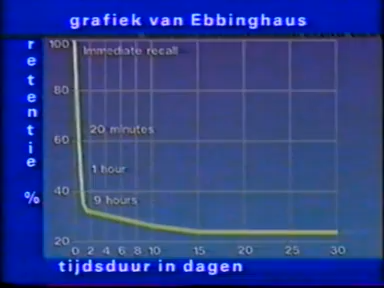 grafiek van Ebbinghaus
retentie %
100
Immediate recall
80
20 minutes
60
1 hour
40
9 hours
20
0 2 4 6 8 10 15 20 25 30
tijdsduur in dagen